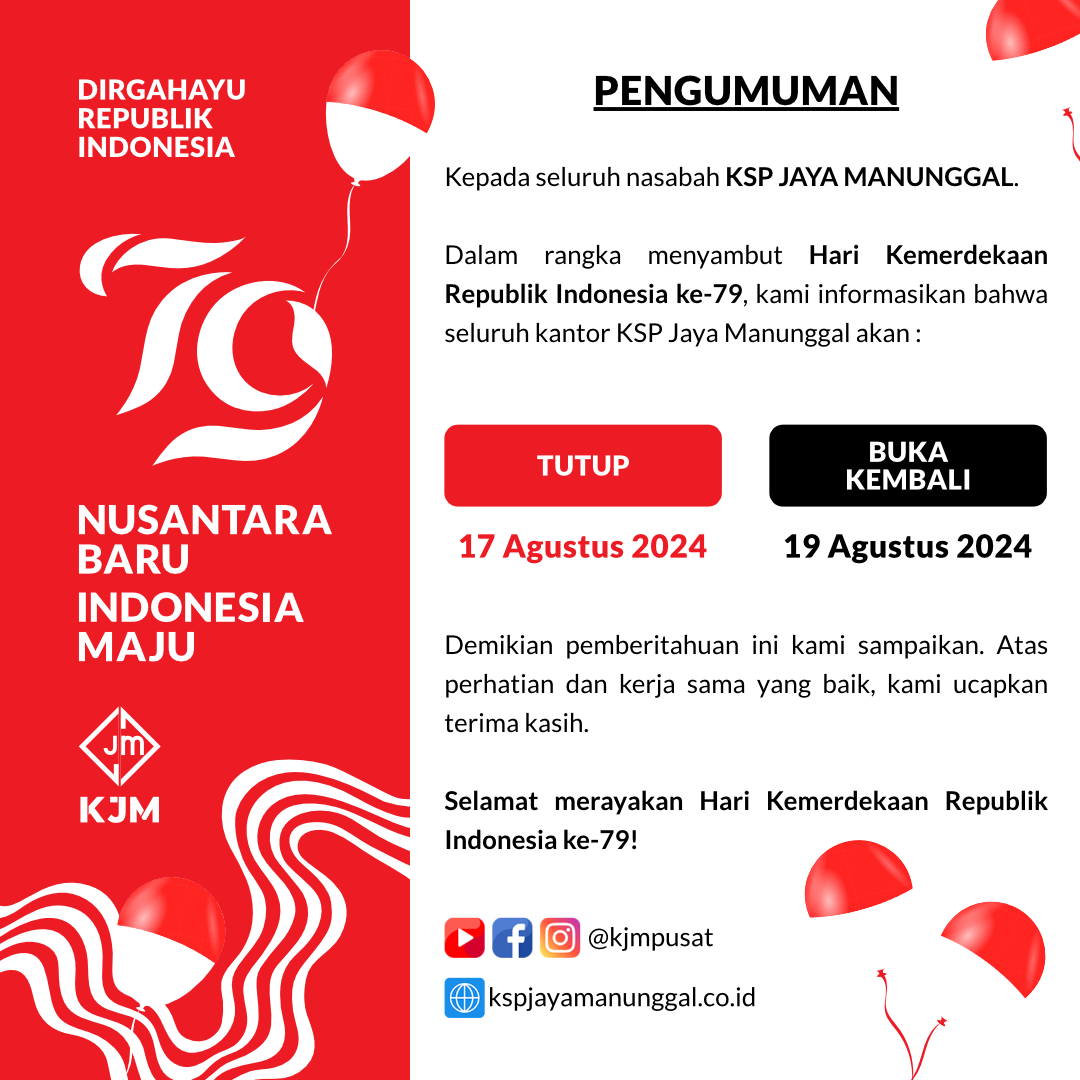 DIRGAHAYU
REPUBLIK
INDONESIA
79
NUSANTARA
BARU
INDONESIA
MAJU
JM
KJM
PENGUMUMAN
Kepada seluruh nasabah KSP JAYA MANUNGGAL.
Dalam rangka menyambut Hari Kemerdekaan
Republik Indonesia ke-79, kami informasikan bahwa
seluruh kantor KSP Jaya Manunggal akan :
TUTUP
17 Agustus 2024
BUKA
KEMBALI
19 Agustus 2024
Demikian pemberitahuan ini kami sampaikan. Atas
perhatian dan kerja sama yang baik, kami ucapkan
terima kasih.
Selamat merayakan Hari Kemerdekaan Republik
Indonesia ke-79!
@kjmpusat
kspjayamanunggal.co.id